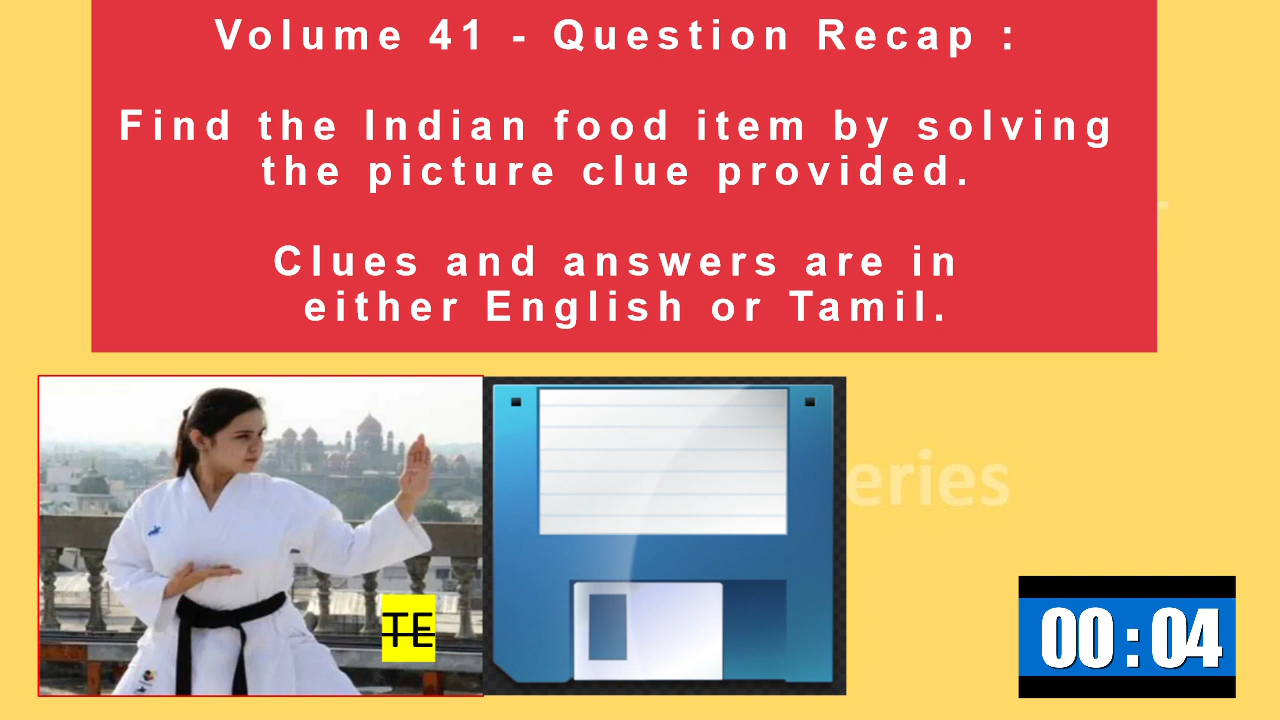 Volume 41 - Question Recap :
Find the Indian food item by solving
the picture clue provided.
Clues and answers are in
either English or Tamil.
eries
TE
00:04